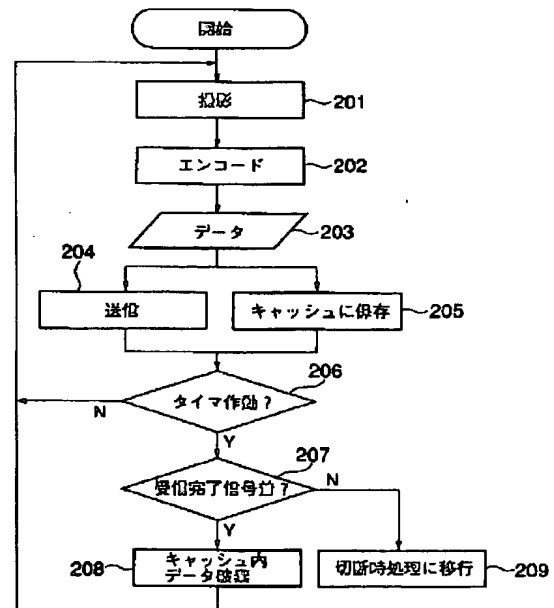 開始
投影
201
エンコード
202
データ
203
204
送信
キャッシュに保存
205
206
タイマ作動?
N
Y
207
受信完了信号は?
N
Y
208
キャッシュ内
データ破棄
切断時処理に移行
209